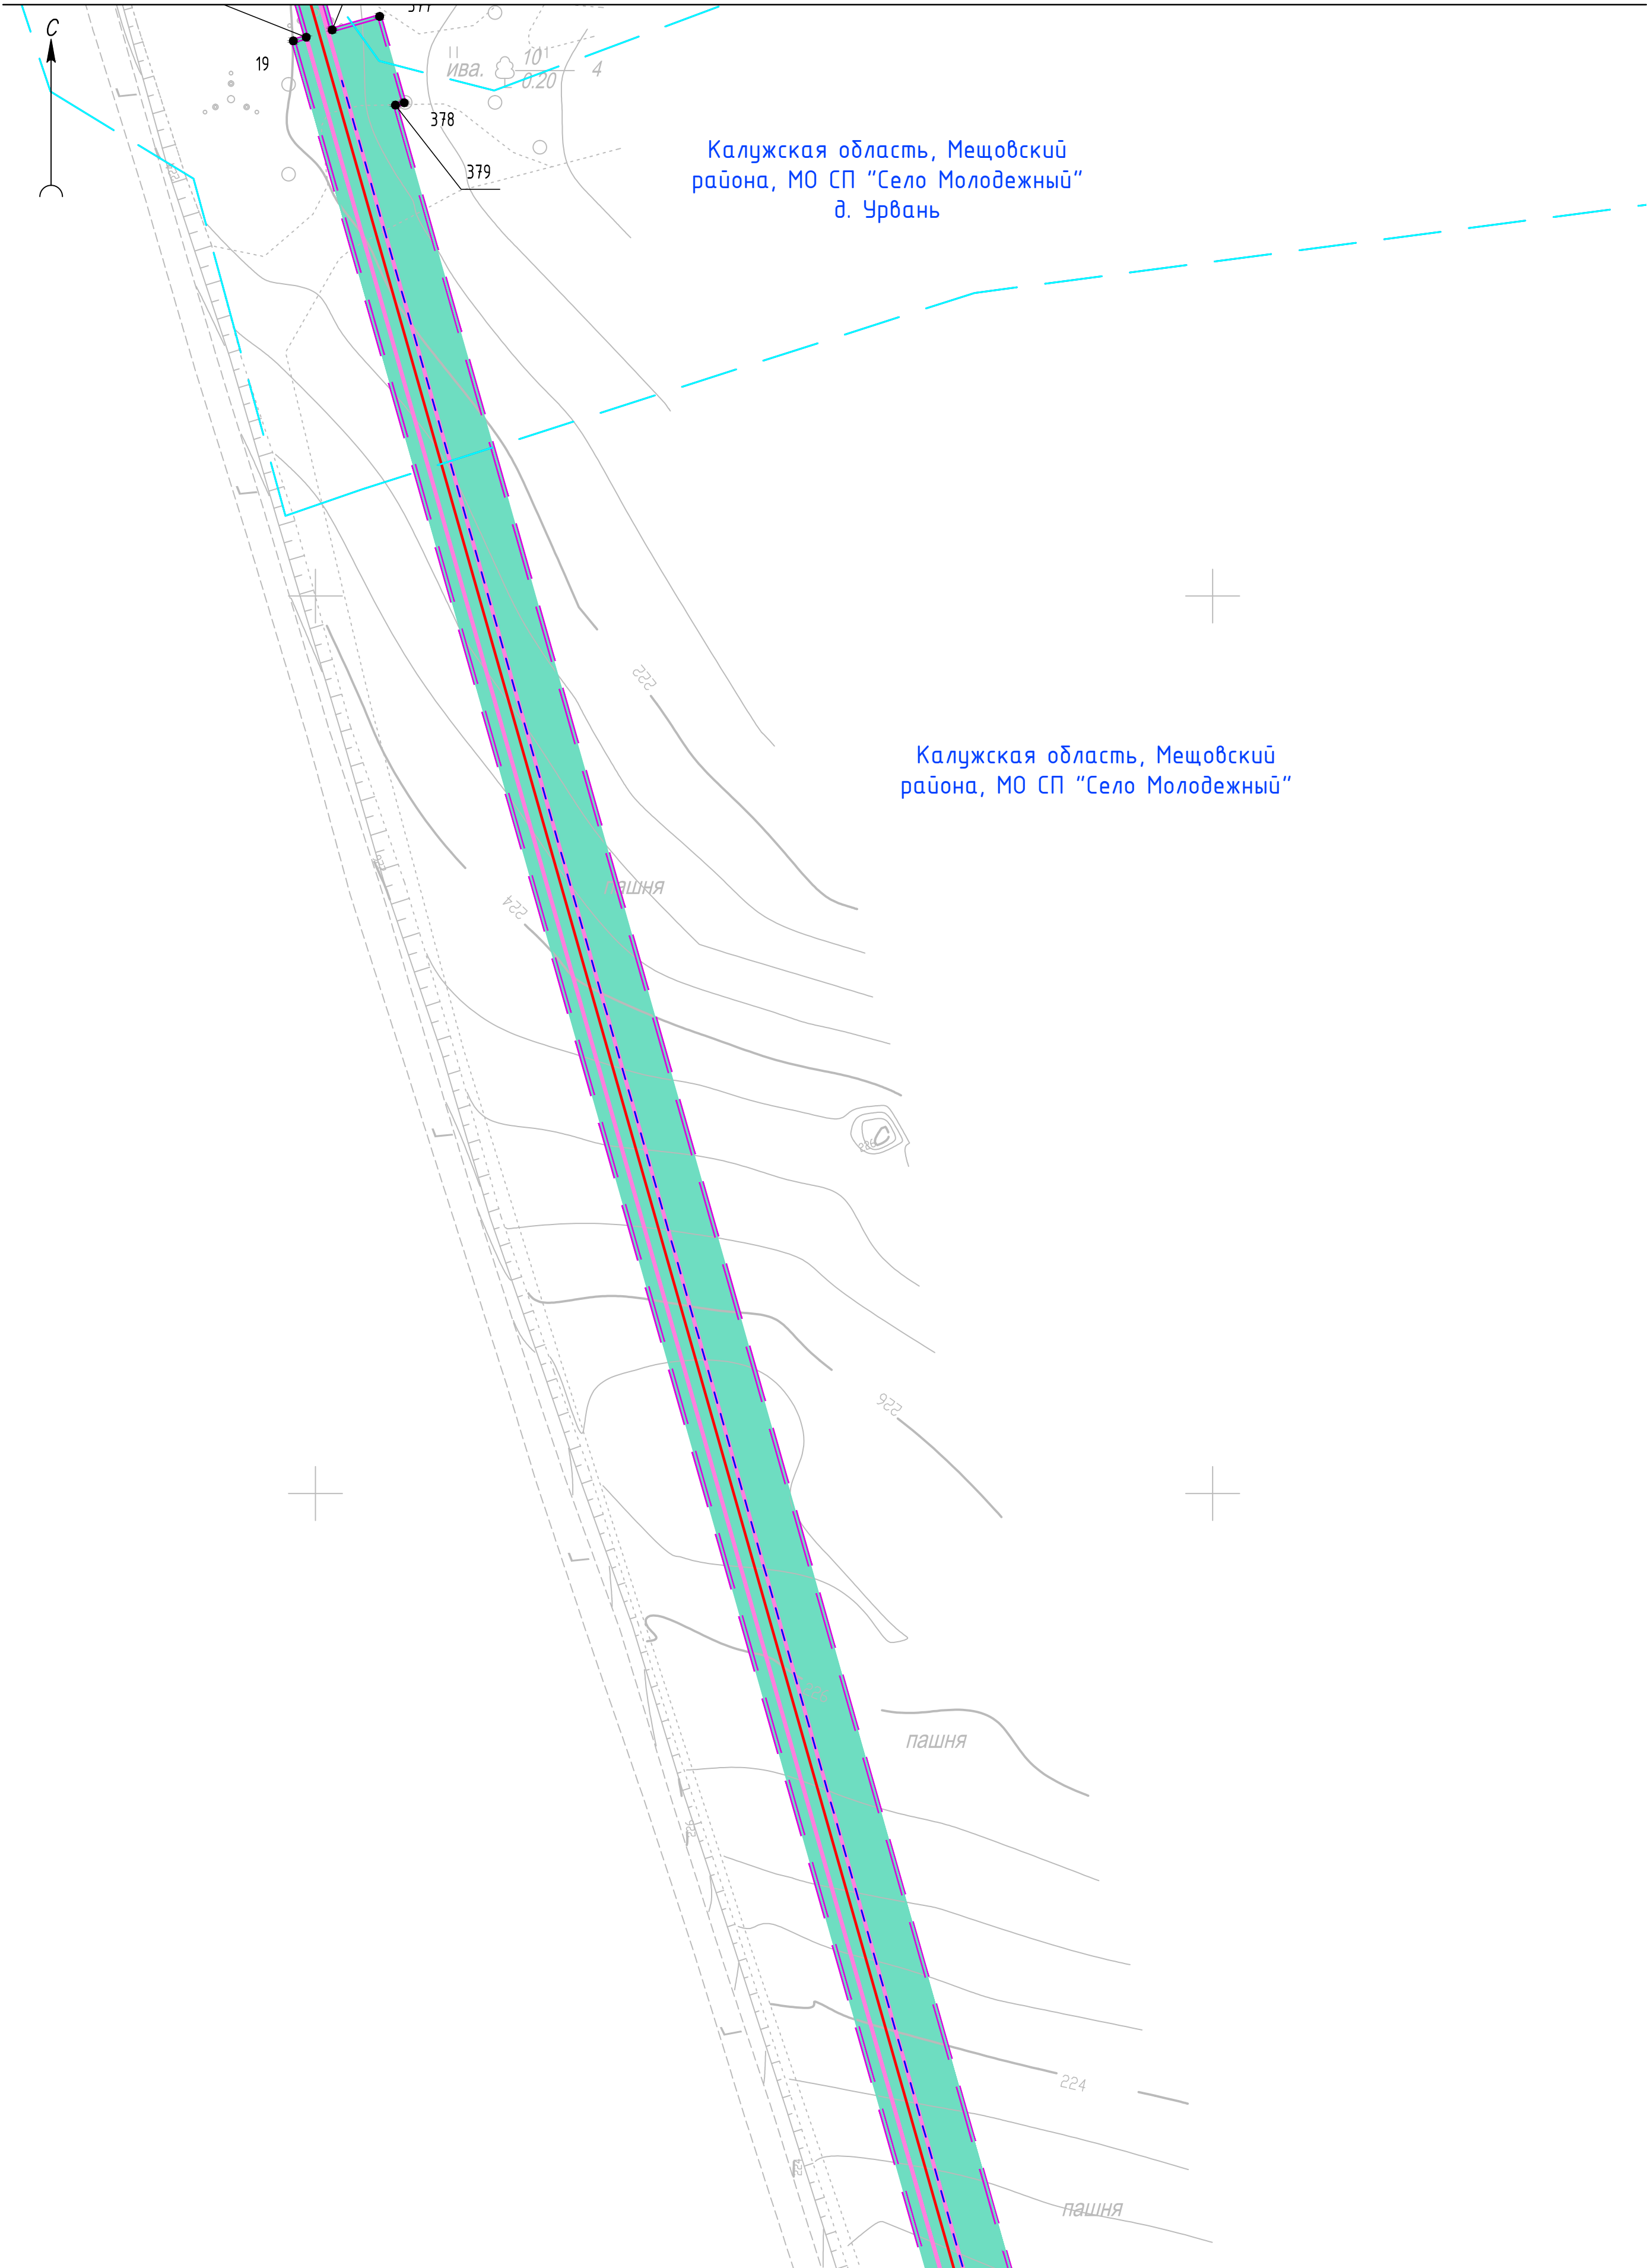 С
19
378
379
ива.
10
0.20
4
Калужская область, Мещовский
района, МО СП "Село Молодежный"
д. Урвань
222
Калужская область, Мещовский
района, МО СП "Село Молодежный"
пашня
224
С
226
пашня
224
пашня